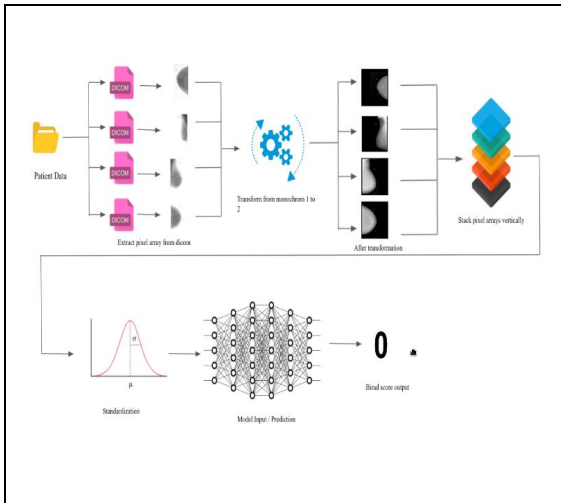 DICOM
DICOM
DICOM
DICOM
Patient Data
Extract pixel array from dicom
Transform from monochrom 1 to
2
After transformation
Stack pixel arrays vertically
σ
μ
Standardization
Model Input / Prediction
0
Birad score output